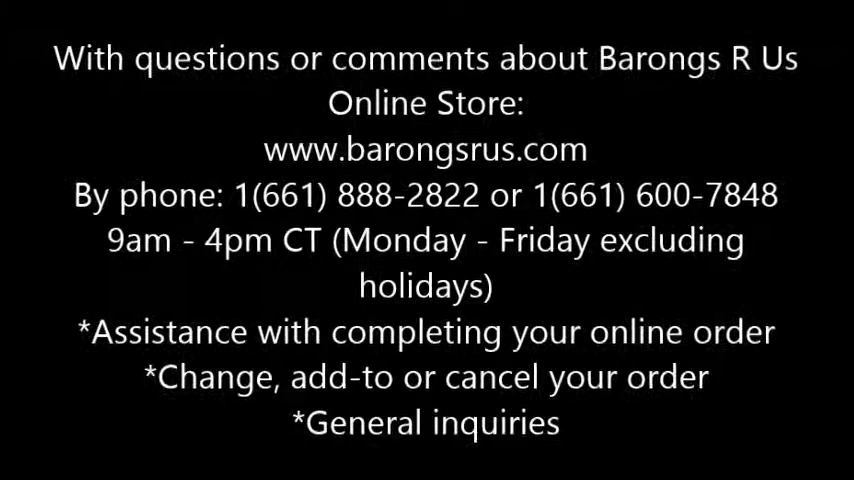 With questions or comments about Barongs R Us
Online Store:
www.barongsrus.com
By phone: 1(661) 888-2822 or 1(661) 600-7848
9am - 4pm CT (Monday - Friday excluding
holidays)
*Assistance with completing your online order
*Change, add-to or cancel your order
*General inquiries